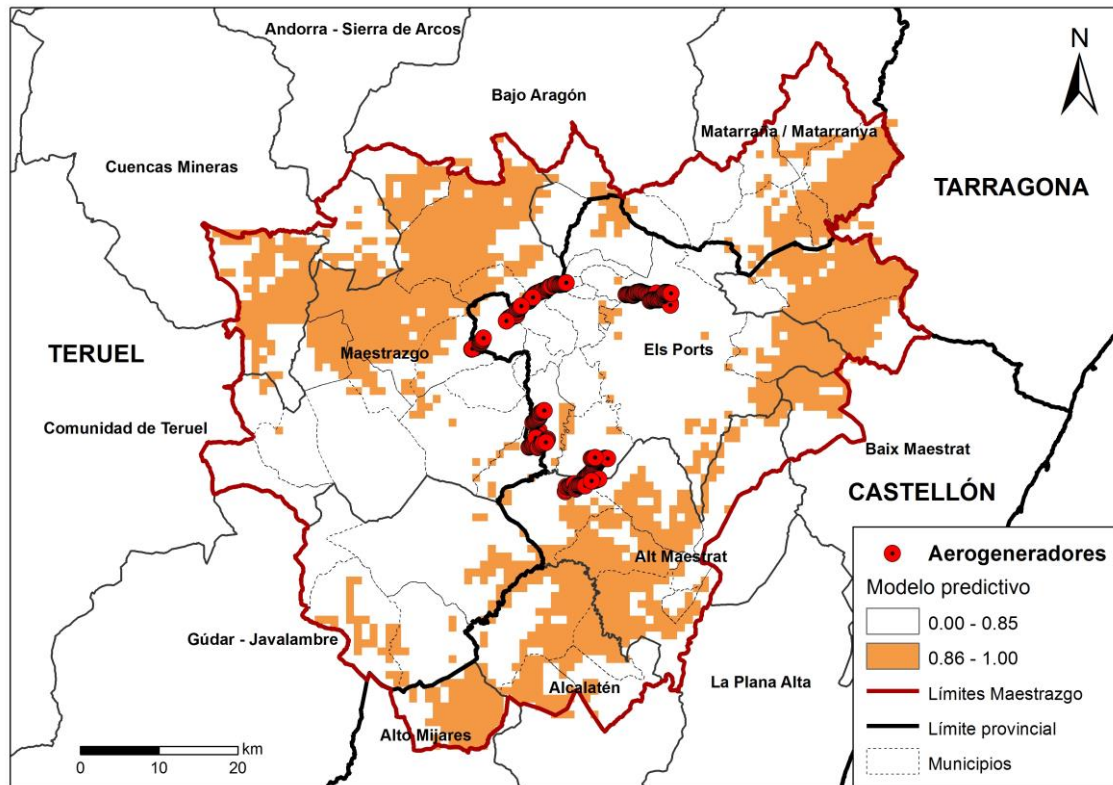 Andorra - Sierra de Arcos
N
Bajo Aragón
Matarraña / Matarranya
Cuencas Mineras
TARRAGONA
TERUEL
Maestrazgo
Els Ports
Comunidad de Teruel
Baix Maestrat
CASTELLÓN
Alt Maestrat
Gúdar - Javalambre
Alcalatén
La Plana Alta
Alto Mijares
km
0 10 20
Aerogeneradores
Modelo predictivo
0.00 - 0.85
0.86 - 1.00
Límites Maestrazgo
Límite provincial
Municipios